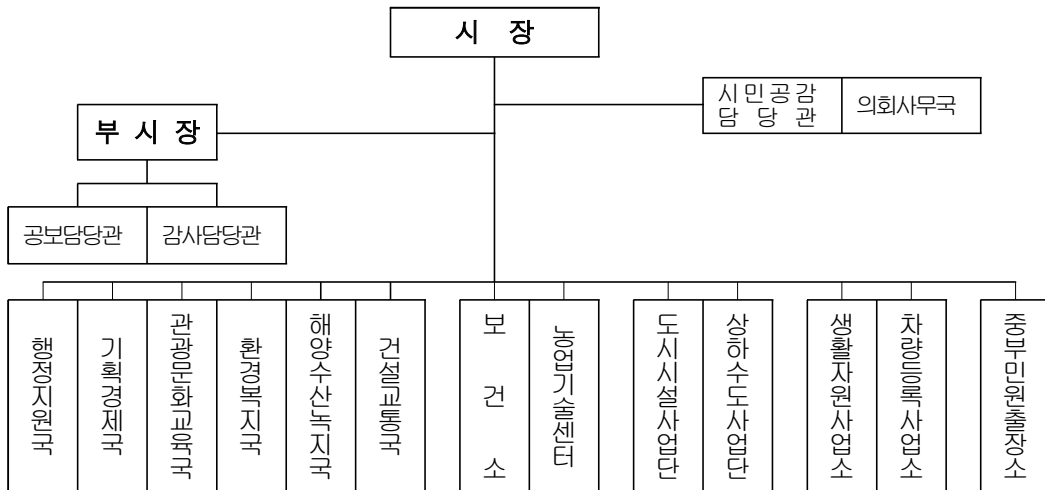 시 장
시민공감
담 당 관
의회사무국
부 시 장
공보담당관
감사담당관
행정지원국
기획경제국
관광문화교육국
환경복지국
해양수산녹지국
건설교통국
보 건 소
농업기술센터
도시시설사업단
상하수도사업단
생활자원사업소
차량등록사업소
중부민원출장소